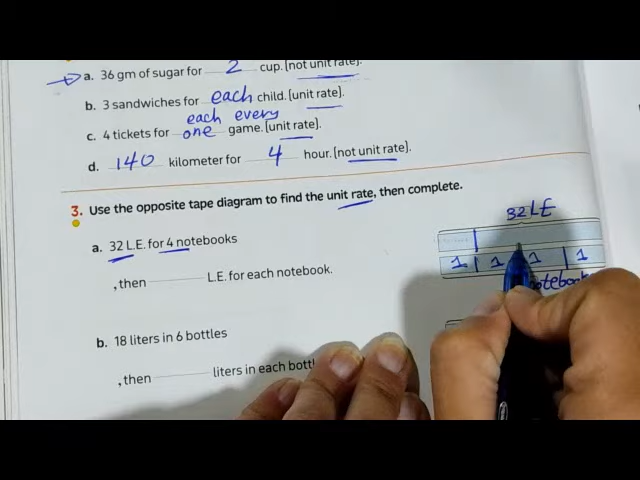 a. 36 gm of sugar for 2 cup. (not unit rate).
b. 3 sandwiches for each child. (unit rate).
each every
c. 4 tickets for one game. (unit rate).
d. 140 kilometer for 4 hour. (not unit rate).
3. Use the opposite tape diagram to find the unit rate, then complete.
32 LE
a. 32 L.E. for 4 notebooks
1 1 1 1
, then L.E. for each notebook.
b. 18 liters in 6 bottles
, then liters in each